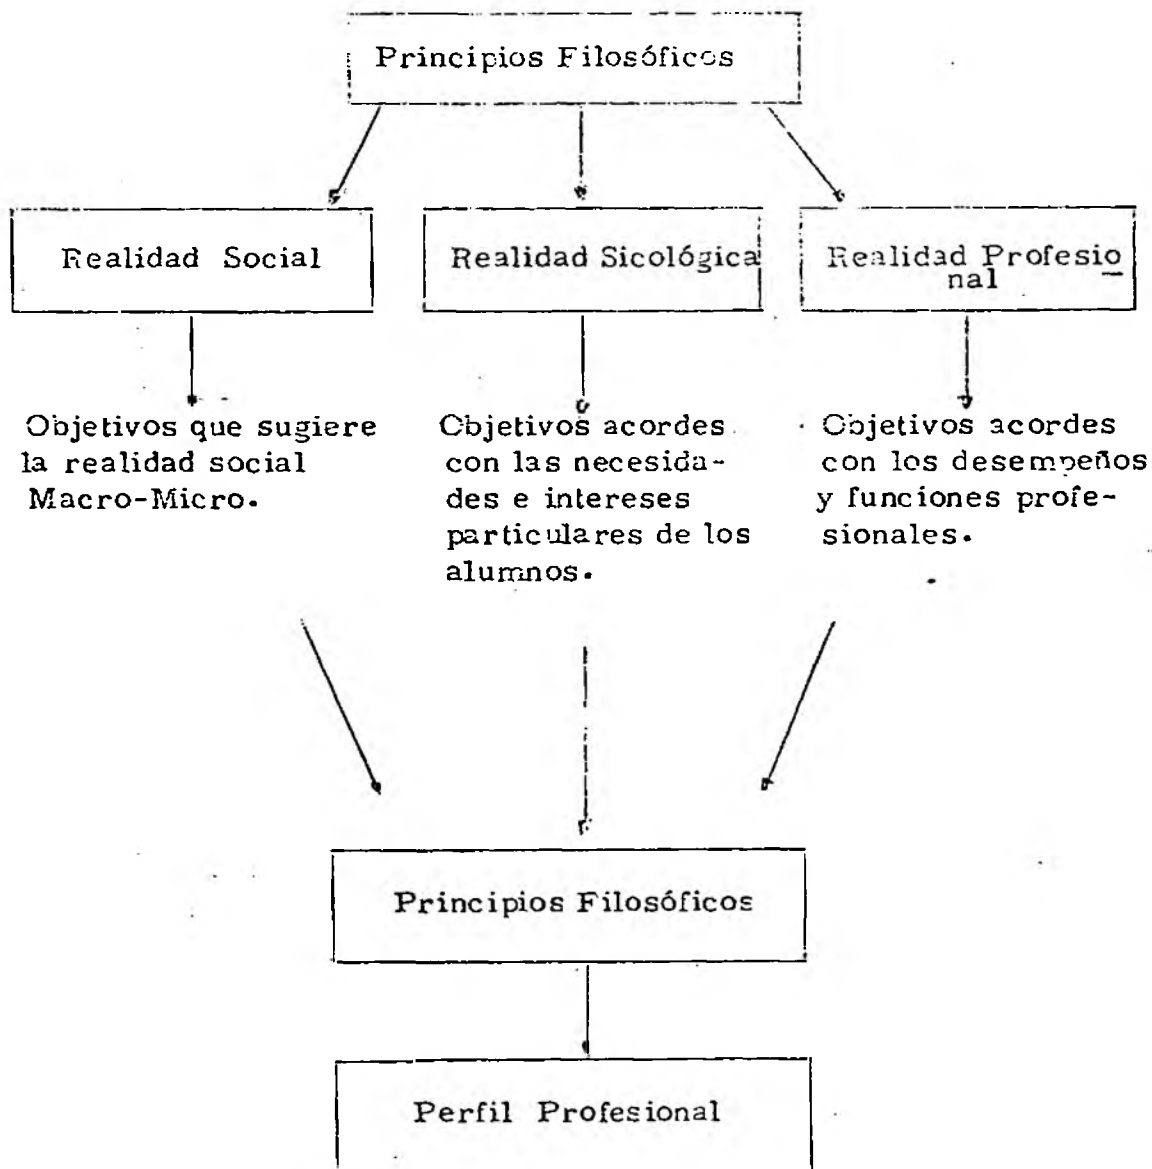 Principios Filosóficos
Realidad Social
Realidad Sicológica
Realidad Profesio
nal
Objetivos que sugiere
la realidad social
Macro-Micro.
Objetivos acordes
con las necesida-
des e intereses
particulares de los
alumnos.
Objetivos acordes
con los desempeños
y funciones profe-
sionales.
Principios Filosóficos
Perfil Profesional